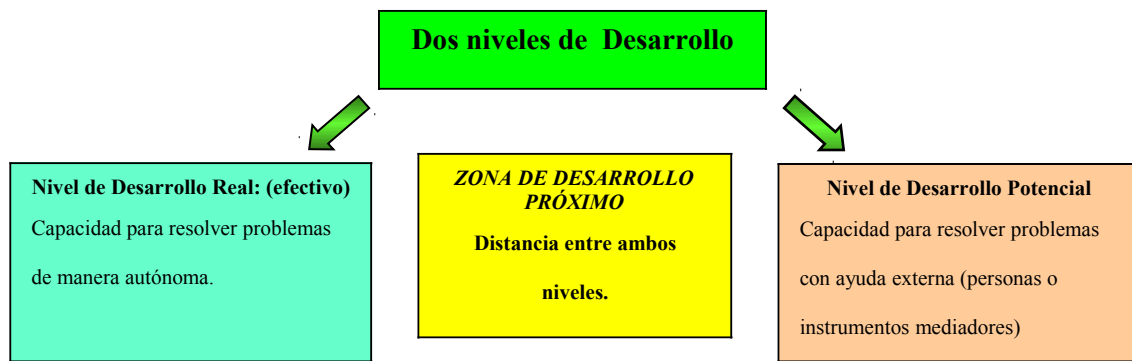 Dos niveles de Desarrollo
Nivel de Desarrollo Real: (efectivo)
Capacidad para resolver problemas
de manera autónoma.
ZONA DE DESARROLLO
PRÓXIMO
Distancia entre ambos
niveles.
Nivel de Desarrollo Potencial
Capacidad para resolver problemas
con ayuda externa (personas o
instrumentos mediadores)